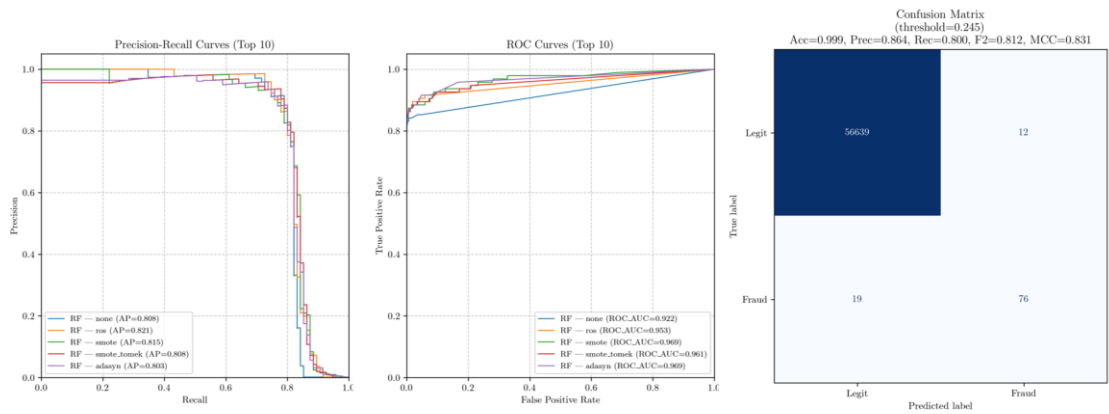 Precision-Recall Curves (Top 10)
1.0
0.8
0.6
0.4
0.2
0.0
Precision
RF — none (AP=0.808)
RF — ros (AP=0.821)
RF — smote (AP=0.815)
RF — smote_tomek (AP=0.808)
RF — adasyn (AP=0.803)
0.0 0.2 0.4 0.6 0.8 1.0
Recall
ROC Curves (Top 10)
1.0
0.8
0.6
0.4
0.2
0.0
True Positive Rate
RF — none (ROC_AUC=0.922)
RF — ros (ROC_AUC=0.953)
RF — smote (ROC_AUC=0.969)
RF — smote_tomek (ROC_AUC=0.961)
RF — adasyn (ROC_AUC=0.969)
0.0 0.2 0.4 0.6 0.8 1.0
False Positive Rate
Confusion Matrix
(threshold=0.245)
Acc=0.999, Prec=0.864, Rec=0.800, F2=0.812, MCC=0.831
True label
Legit 56639 12
Fraud 19 76
Legit Fraud
Predicted label